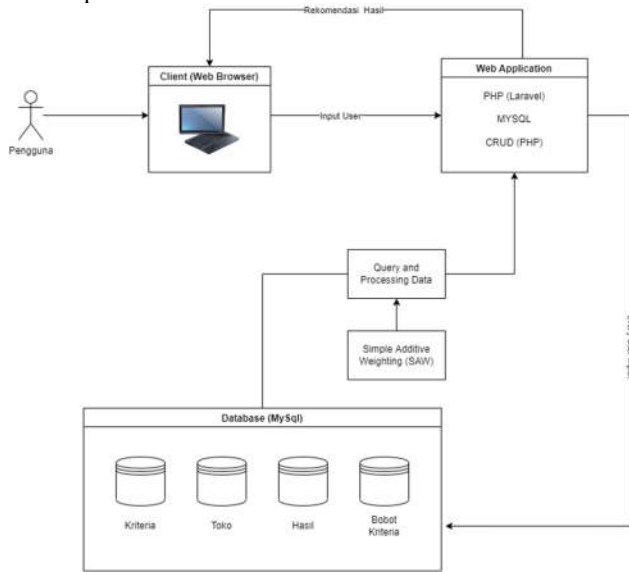 Rekomendasi Hasil
Client (Web Browser)
Web Application
PHP (Laravel)
MYSQL
CRUD (PHP)
Input User
Pengguna
Query and
Processing Data
Simple Additive
Weighting (SAW)
Database (MySql)
Kriteria
Toko
Hasil
Bobot
Kriteria